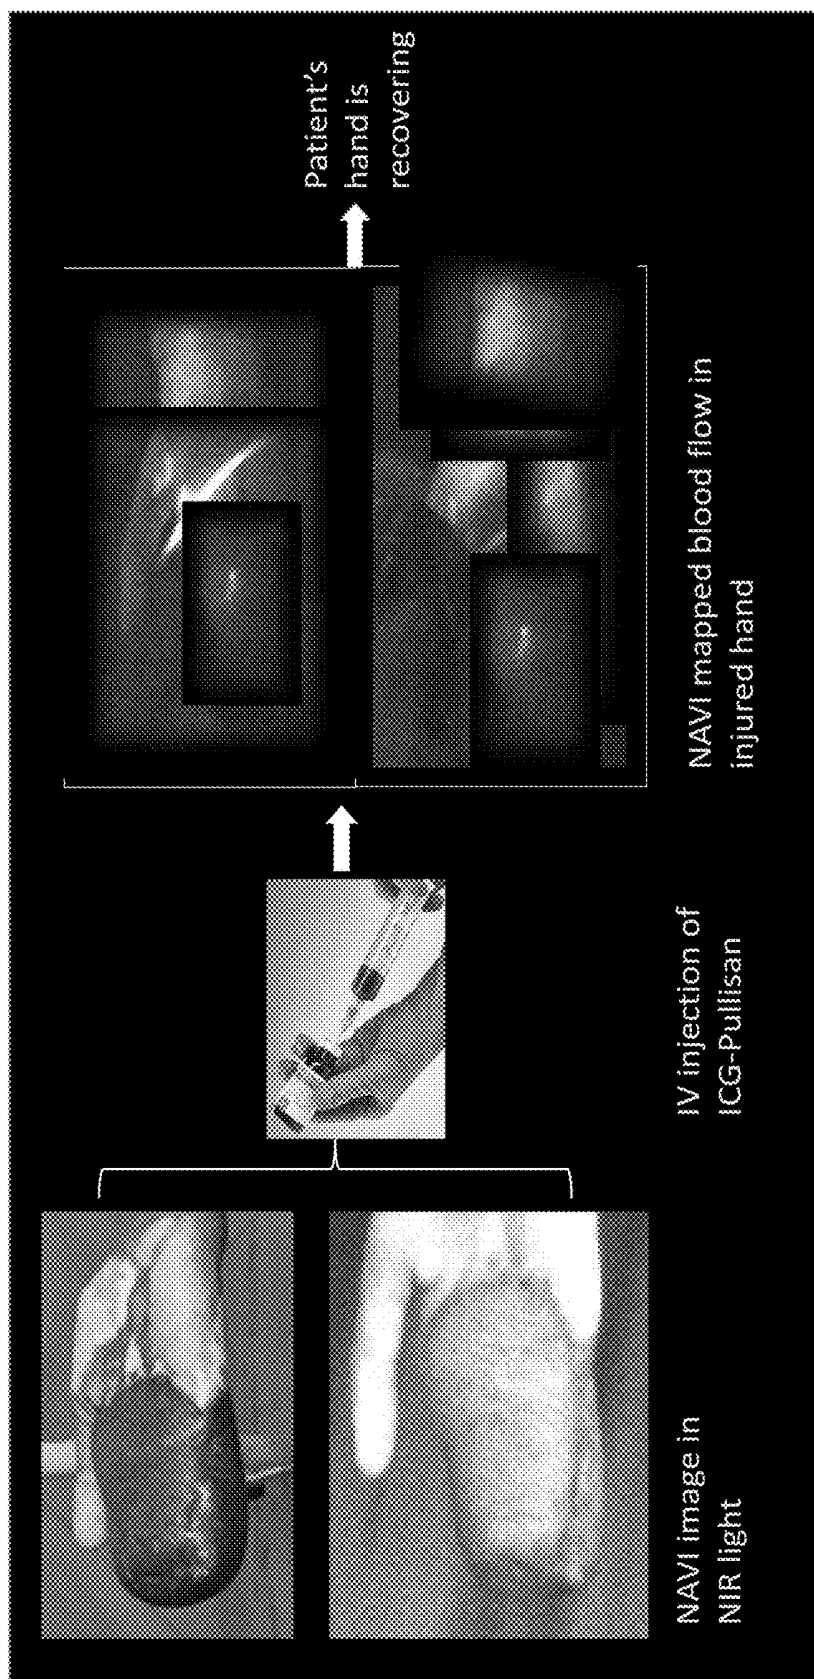 NAVI image in
NIR light
IV injection of
ICG-Pullisan
NAVI mapped blood flow in
injured hand
Patient's
hand is
recovering